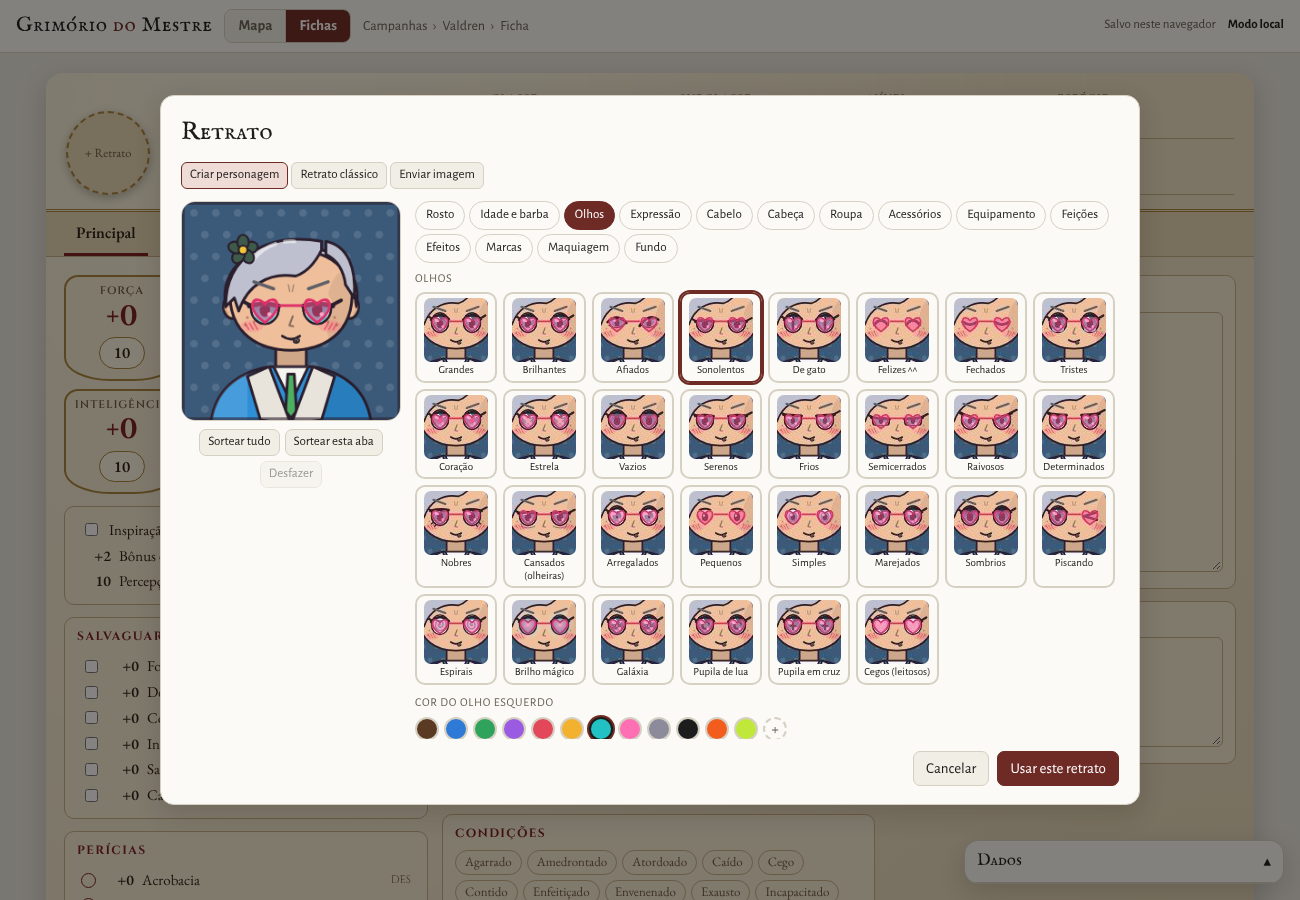 Grimório do Mestre
Mapa Fichas Campanhas › Valdren › Ficha
Salvo neste navegador Modo local
+ Retrato
Principal
Força
+0
10
+0
10
+2
10
+0
+0
+0
+0
+0
+0
Perícias
+0 Acrobacia DES
Retrato
Criar personagem Retrato clássico Enviar imagem
Rosto Idade e barba Olhos Expressão Cabelo Cabeça Roupa Acessórios Equipamento Feições
Efeitos Marcas Maquiagem Fundo
Sortear tudo Sortear esta aba
Desfazer
Olhos
Grandes Brilhantes Afiados Sonolentos De gato Felizes ^^ Fechados Tristes
Coração Estrela Vazios Serenos Frios Semicerrados Raivosos Determinados
Nobres Cansados (olheiras) Arregalados Pequenos Simples Marejados Sombrios Piscando
Espirais Brilho mágico Galáxia Pupila de lua Pupila em cruz Cegos (leitosos)
Cor do olho esquerdo
+
Cancelar Usar este retrato
Condições
Agarrado Amedrontado Atordoado Caído Cego
Contido Enfeitiçado Envenenado Exausto Incapacitado
Dados ▲